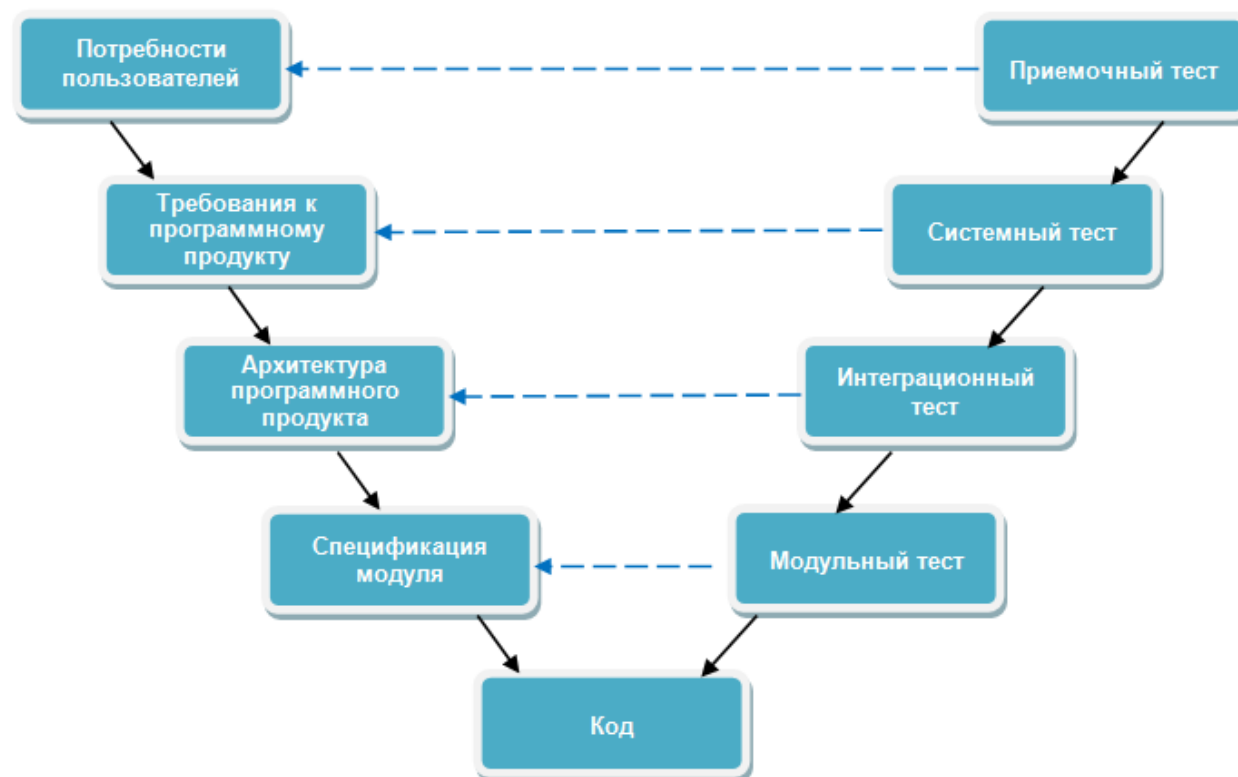 Потребности
пользователей
Приемочный тест
Требования к
программному
продукту
Системный тест
Архитектура
программного
продукта
Интеграционный
тест
Спецификация
модуля
Модульный тест
Код